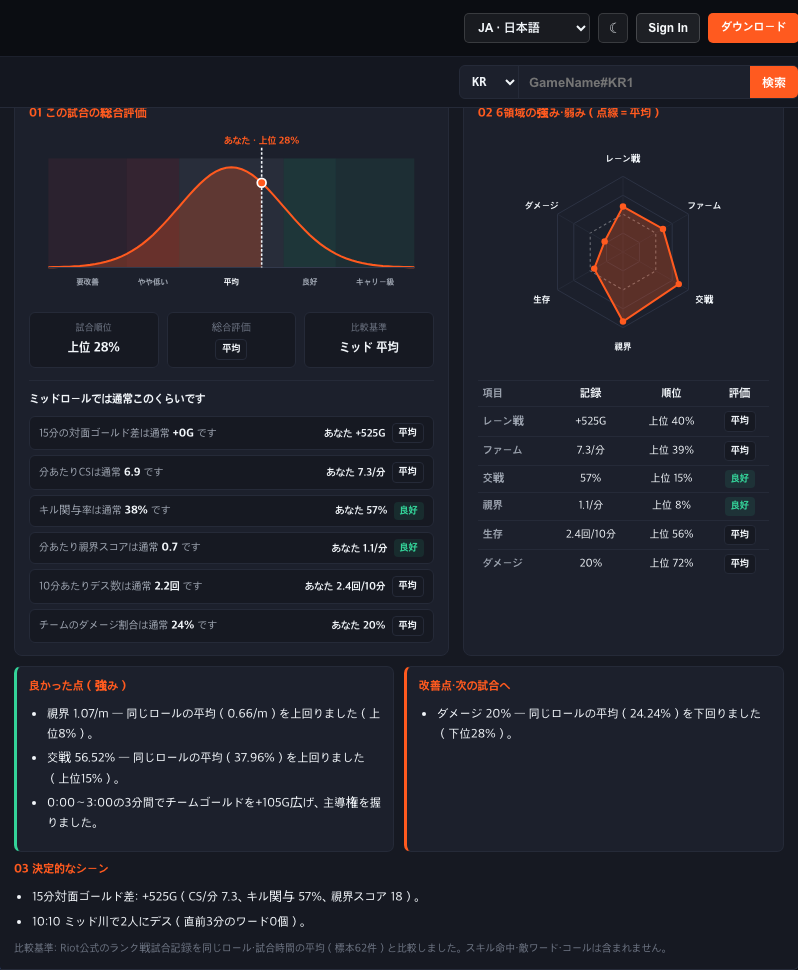 JA · 日本語
Sign In
ダウンロード
KR
GameName#KR1
検索
01 この試合の総合評価
あなた · 上位 28%
要改善
やや低い
平均
良好
キャリー級
試合順位
上位 28%
総合評価
平均
比較基準
ミッド 平均
ミッドロールでは通常このくらいです
15分の対面ゴールド差は通常 +0G です あなた +525G 平均
分あたりCSは通常 6.9 です あなた 7.3/分 平均
キル関与率は通常 38% です あなた 57% 良好
分あたり視界スコアは通常 0.7 です あなた 1.1/分 良好
10分あたりデス数は通常 2.2回 です あなた 2.4回/10分 平均
チームのダメージ割合は通常 24% です あなた 20% 平均
02 6領域の強み·弱み ( 点線 = 平均 )
レーン戦
ダメージ
ファーム
生存
交戦
視界
項目 記録 順位 評価
レーン戦 +525G 上位 40% 平均
ファーム 7.3/分 上位 39% 平均
交戦 57% 上位 15% 良好
視界 1.1/分 上位 8% 良好
生存 2.4回/10分 上位 56% 平均
ダメージ 20% 上位 72% 平均
良かった点 ( 強み )
視界 1.07/m — 同じロールの平均 ( 0.66/m ) を上回りました ( 上
位8% ) 。
交戦 56.52% — 同じロールの平均 ( 37.96% ) を上回りました
( 上位15% ) 。
0:00～3:00の3分間でチームゴールドを+105G広げ、主導権を握
りました。
改善点·次の試合へ
ダメージ 20% — 同じロールの平均 ( 24.24% ) を下回りました
( 下位28% ) 。
03 決定的なシーン
15分対面ゴールド差: +525G ( CS/分 7.3、キル関与 57%、視界スコア 18 ) 。
10:10 ミッド川で2人にデス ( 直前3分のワード0個 ) 。
比較基準: Riot公式のランク戦試合記録を同じロール·試合時間の平均 ( 標本62件 ) と比較しました。スキル命中·敵ワード·コールは含まれません。